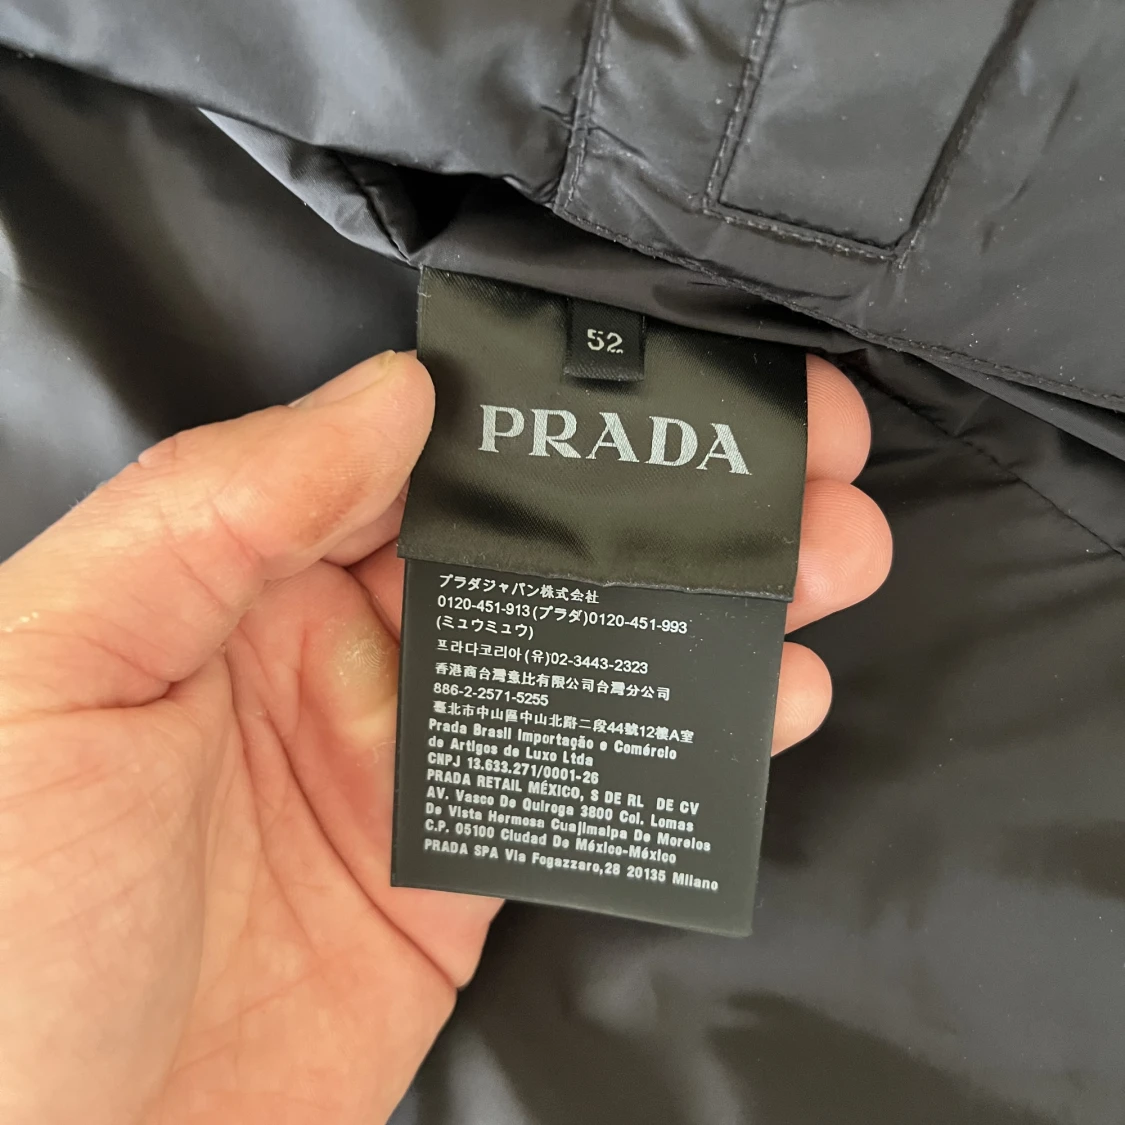 52
PRADA
プラダジャパン株式会社
0120-451-913(プラダ)0120-451-993
(ミュウミュウ)
프라다코리아(유)02-3443-2323
香港商台灣意比有限公司台灣分公司
886-2-2571-5255
臺北市中山區中山北路二段44號12樓A室
Prada Brasil Importação e Comércio
de Artigos de Luxo Ltda
CNPJ 13.633.271/0001-26
PRADA RETAIL MÉXICO, S DE RL DE CV
AV. Vasco De Quiroga 3800 Col. Lomas
De Vista Hermosa Cuajimalpa De Morelos
C.P. 05100 Ciudad De México-México
PRADA SPA Via Fogazzaro,28 20135 Milano